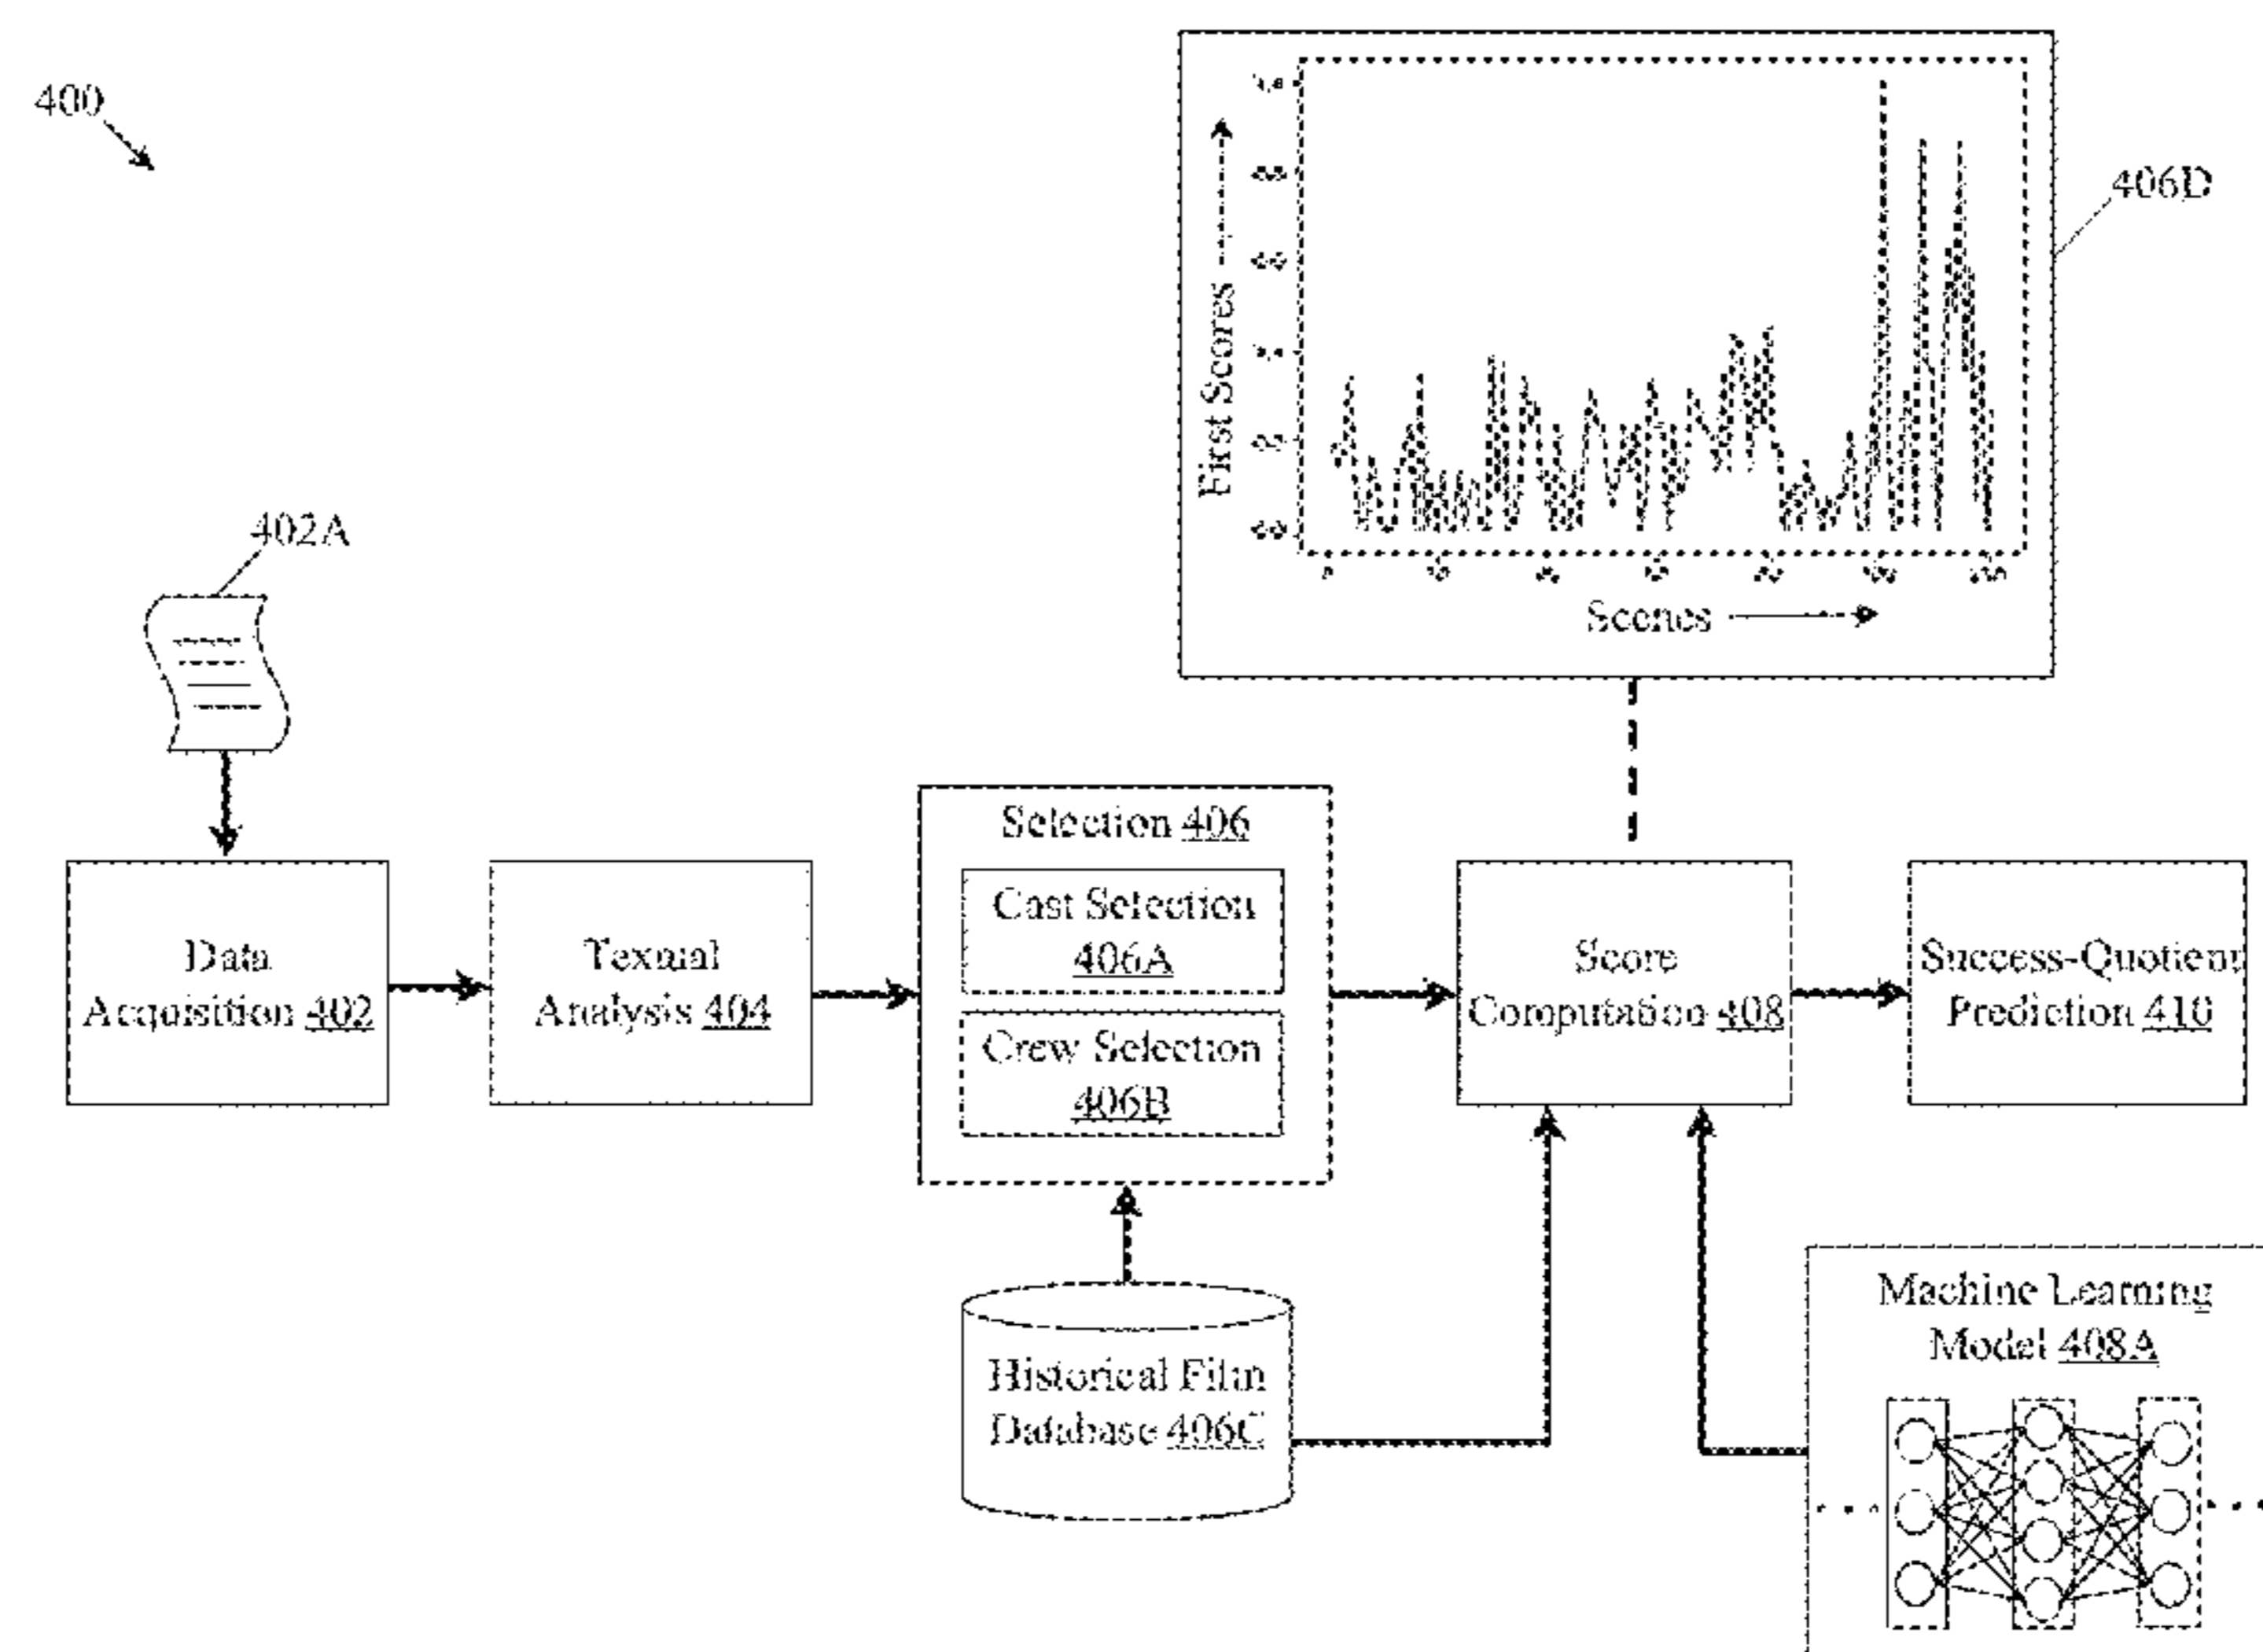 400
406D
First Scores
Scenes
402A
Data
Acquisition 402
Textual
Analysis 404
Selection 406
Cast Selection
406A
Crew Selection
406B
Score
Computation 408
Success-Quotient
Prediction 410
Historical Film
Database 406C
Machine Learning
Model 408A